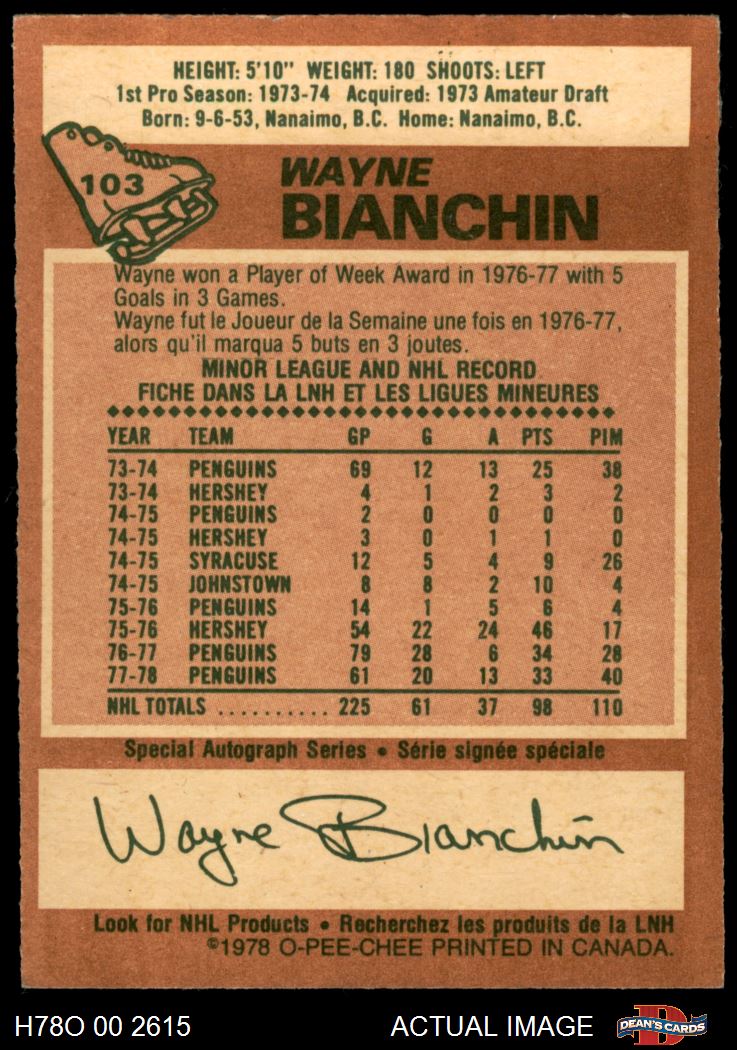 HEIGHT: 5'10" WEIGHT: 180 SHOOTS: LEFT
1st Pro Season: 1973-74 Acquired: 1973 Amateur Draft
Born: 9-6-53, Nanaimo, B.C. Home: Nanaimo, B.C.
103
WAYNE
BIANCHIN
Wayne won a Player of Week Award in 1976-77 with 5
Goals in 3 Games.
Wayne fut le Joueur de la Semaine une fois en 1976-77,
alors qu'il marqua 5 buts en 3 joutes.
MINOR LEAGUE AND NHL RECORD
FICHE DANS LA LNH ET LES LIGUES MINEURES
YEAR TEAM GP G A PTS PIM
73-74 PENGUINS 69 12 13 25 38
73-74 HERSHEY 4 1 2 3 2
74-75 PENGUINS 2 0 0 0 0
74-75 HERSHEY 3 0 1 1 0
74-75 SYRACUSE 12 5 4 9 26
74-75 JOHNSTOWN 8 8 2 10 4
75-76 PENGUINS 14 1 5 6 4
75-76 HERSHEY 54 22 24 46 17
76-77 PENGUINS 79 28 6 34 28
77-78 PENGUINS 61 20 13 33 40
NHL TOTALS .......... 225 61 37 98 110
Special Autograph Series • Série signée spéciale
Wayne Bianchin
Look for NHL Products • Recherchez les produits de la LNH
©1978 O-PEE-CHEE PRINTED IN CANADA.
H78O 00 2615 ACTUAL IMAGE D DEAN'S CARDS